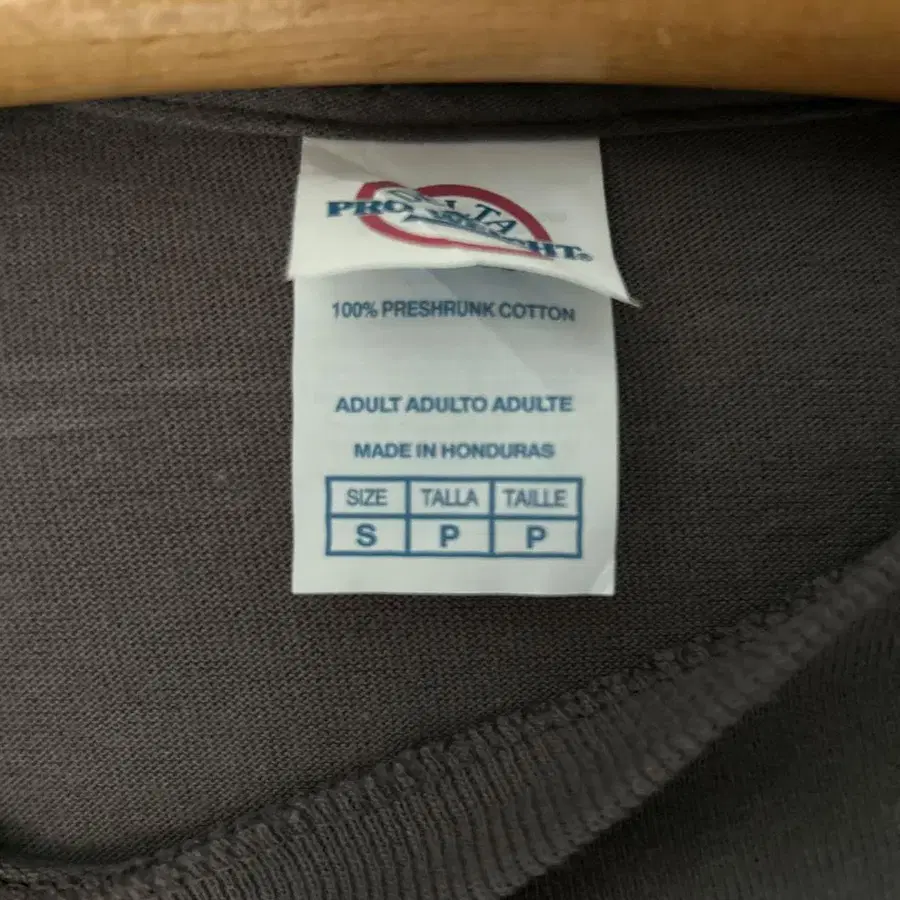 DELTA
PRO WEIGHT®
100% PRESHRUNK COTTON
ADULT ADULTO ADULTE
MADE IN HONDURAS
SIZE TALLA TAILLE
S P P